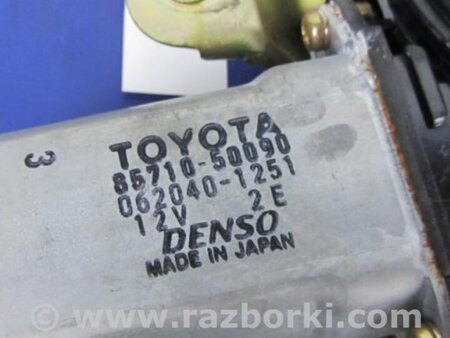 3
TOYOTA
85710-50090
062040-1251
12V 2E
DENSO
MADE IN JAPAN
© www.razborki.com